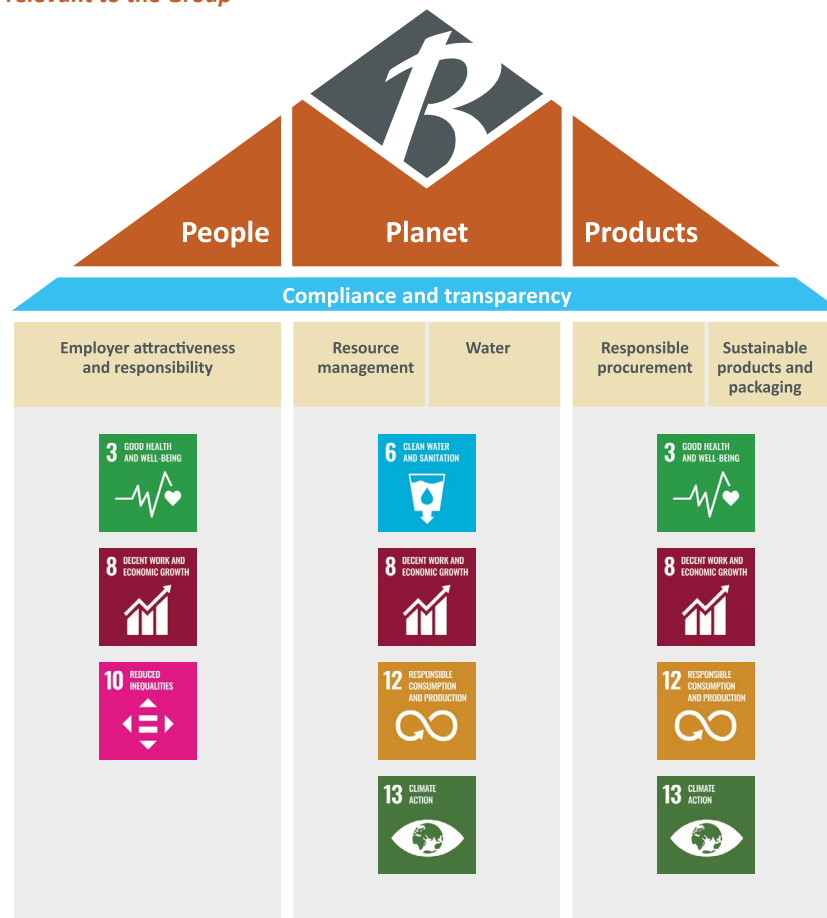 relevant to the Group
B
People
Planet
Products
Compliance and transparency
Employer attractiveness
and responsibility
Resource
management
Water
Responsible
procurement
Sustainable
products and
packaging
3 GOOD HEALTH
AND WELL-BEING
8 DECENT WORK AND
ECONOMIC GROWTH
10 REDUCED
INEQUALITIES
6 CLEAN WATER
AND SANITATION
8 DECENT WORK AND
ECONOMIC GROWTH
12 RESPONSIBLE
CONSUMPTION
AND PRODUCTION
13 CLIMATE
ACTION
3 GOOD HEALTH
AND WELL-BEING
8 DECENT WORK AND
ECONOMIC GROWTH
12 RESPONSIBLE
CONSUMPTION
AND PRODUCTION
13 CLIMATE
ACTION